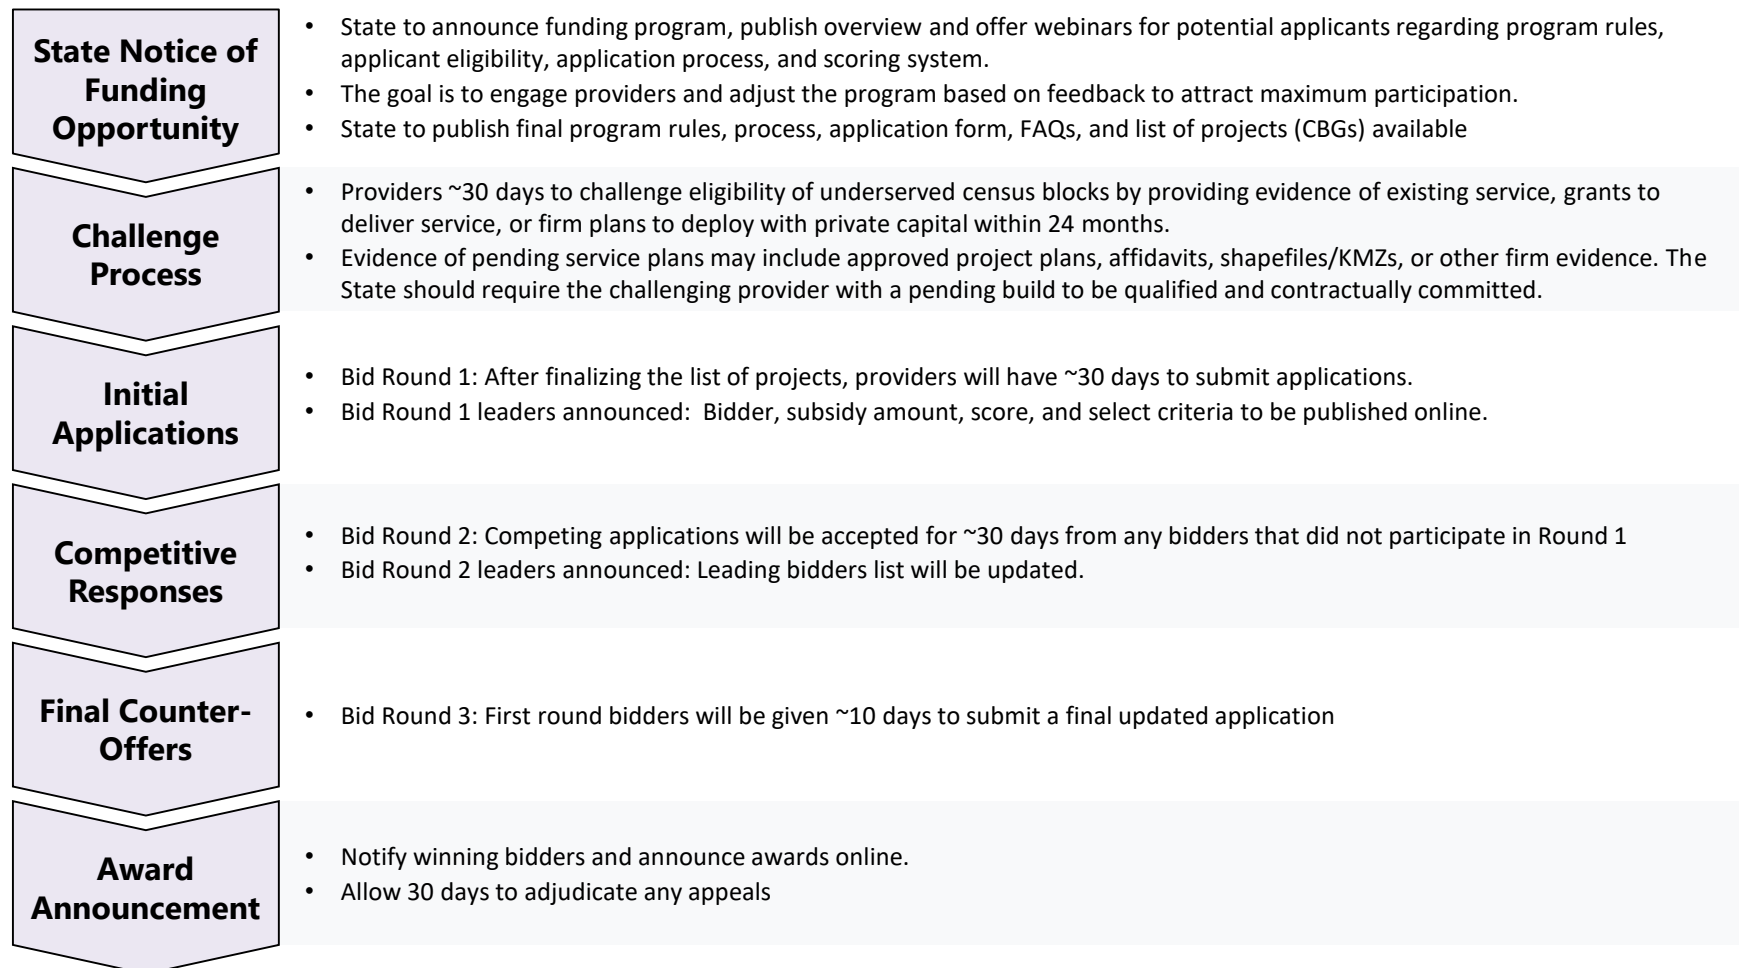 State Notice of
Funding
Opportunity
• State to announce funding program, publish overview and offer webinars for potential applicants regarding program rules,
applicant eligibility, application process, and scoring system.
• The goal is to engage providers and adjust the program based on feedback to attract maximum participation.
• State to publish final program rules, process, application form, FAQs, and list of projects (CBGs) available
Challenge
Process
• Providers ~30 days to challenge eligibility of underserved census blocks by providing evidence of existing service, grants to
deliver service, or firm plans to deploy with private capital within 24 months.
• Evidence of pending service plans may include approved project plans, affidavits, shapefiles/KMZs, or other firm evidence. The
State should require the challenging provider with a pending build to be qualified and contractually committed.
Initial
Applications
• Bid Round 1: After finalizing the list of projects, providers will have ~30 days to submit applications.
• Bid Round 1 leaders announced:  Bidder, subsidy amount, score, and select criteria to be published online.
Competitive
Responses
• Bid Round 2: Competing applications will be accepted for ~30 days from any bidders that did not participate in Round 1
• Bid Round 2 leaders announced: Leading bidders list will be updated.
Final Counter-
Offers
• Bid Round 3: First round bidders will be given ~10 days to submit a final updated application
Award
Announcement
• Notify winning bidders and announce awards online.
• Allow 30 days to adjudicate any appeals